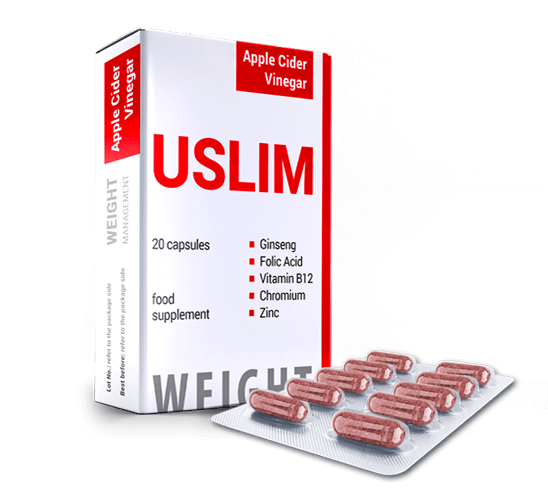 Apple Cider
Vinegar
WEIGHT
MANAGEMENT
Lot No.: refer to the package side
Best before: refer to the package side
Apple Cider
Vinegar
USLIM
20 capsules
food
supplement
Ginseng
Folic Acid
Vitamin B12
Chromium
Zinc
WEIGHT